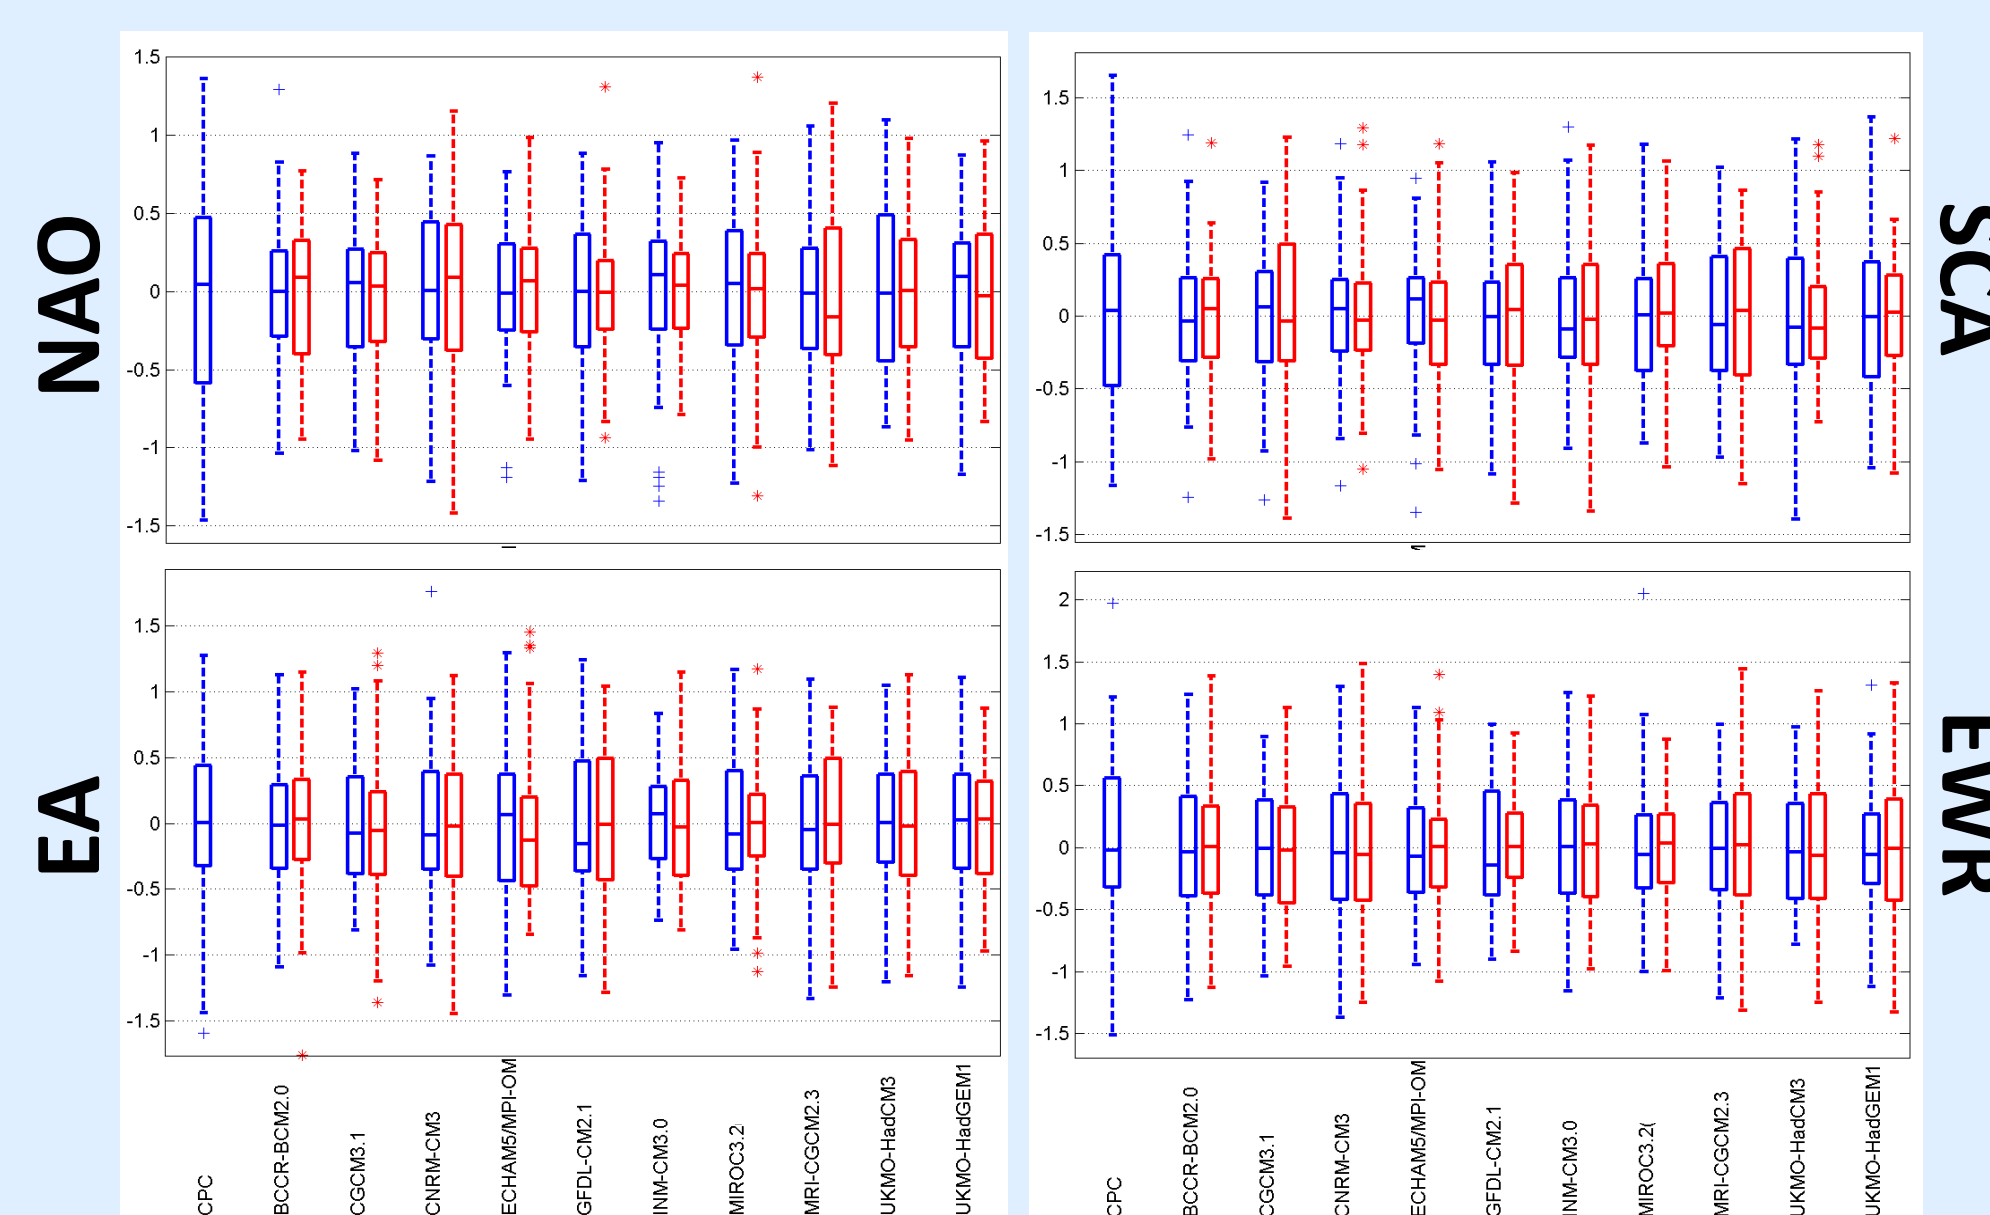 NAO
1.5
1
0.5
0
-0.5
-1
-1.5
SCA
1.5
1
0.5
0
-0.5
-1
-1.5
EA
1.5
1
0.5
0
-0.5
-1
-1.5
EWR
2
1.5
1
0.5
0
-0.5
-1
-1.5
CPC
BCCR-BCM2.0
CGCM3.1
CNRM-CM3
ECHAM5/MPI-OM
GFDL-CM2.1
INM-CM3.0
MIROC3.2
MRI-CGCM2.3
UKMO-HadCM3
UKMO-HadGEM1
CPC
BCCR-BCM2.0
CGCM3.1
CNRM-CM3
ECHAM5/MPI-OM
GFDL-CM2.1
INM-CM3.0
MIROC3.2(
MRI-CGCM2.3
UKMO-HadCM3
UKMO-HadGEM1